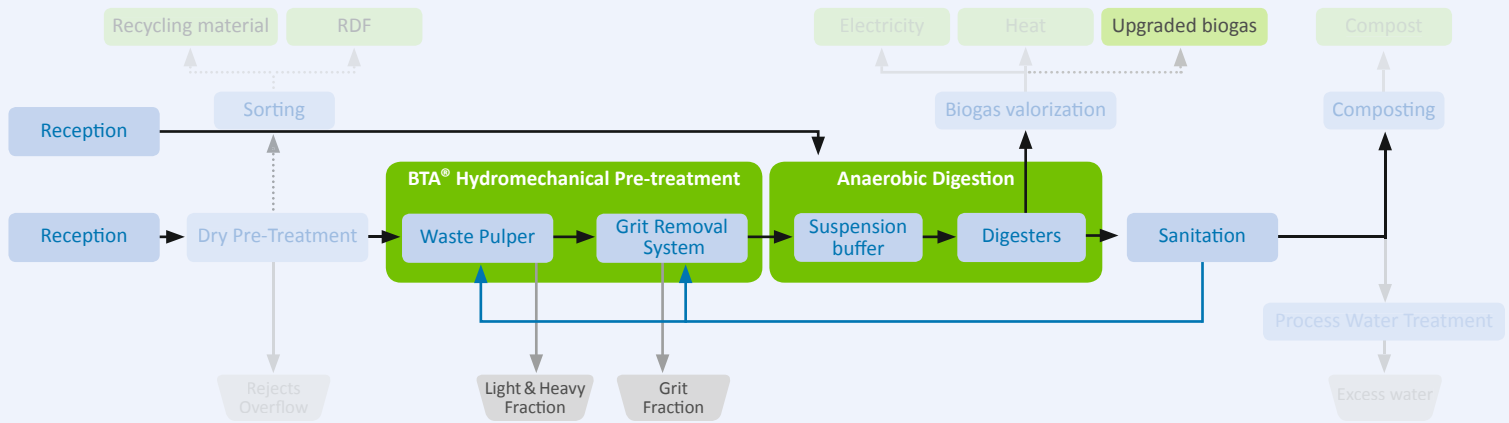 Recycling material
RDF
Electricity
Heat
Upgraded biogas
Compost
Sorting
Biogas valorization
Composting
Reception
BTA® Hydromechanical Pre-treatment
Anaerobic Digestion
Reception
Dry Pre-Treatment
Waste Pulper
Grit Removal
System
Suspension
buffer
Digesters
Sanitation
Process Water Treatment
Rejects
Overflow
Light & Heavy
Fraction
Grit
Fraction
Excess water